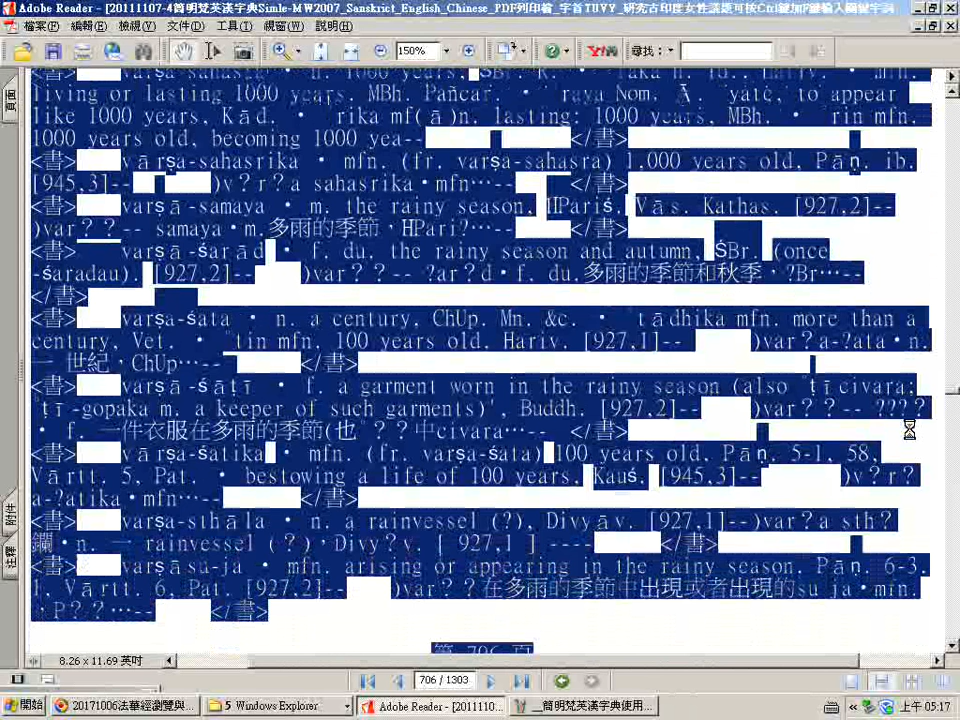 Adobe Reader - [20111107-4簡明梵英漢字典Simle-MW2007_Sanskrict_English_Chinese_PDF列印檔_字首TUVY_研究古印度女性議題可按Ctrl鍵加F鍵輸入關鍵字詞
檔案(F) 編輯(E) 檢視(V) 文件(D) 工具(T) 視窗(W) 說明(H)
150% 尋找：
living or lasting 1000 years, MBh. Pañcar. • °raya Nom. Ā. °yate, to appear
like 1000 years, Kād. • °rika mf(ā)n. lasting: 1000 years, MBh. • °rin mfn.
1000 years old, becoming 1000 yea-- </書>
<書> vārṣa-sahasrika • mfn. (fr. varṣa-sahasra) 1,000 years old, Pāṇ. ib.
[945,3]-- )v?r?a sahasrika•mfn…-- </書>
<書> varṣā-samaya • m. the rainy season, HPariś, Vās. Kathas. [927,2]--
)var??-- samaya•m.多雨的季節，HPari?…-- </書>
<書> varṣā-śarād • f. du. the rainy season and autumn, ŚBr. (once
-śaradau). [927,2]-- )var??-- ?ar?d•f. du.多雨的季節和秋季，?Br…--
</書>
<書> varṣa-śata • n. a century, ChUp. Mn. &c. • °tādhika mfn. more than a
century, Vet. • °tin mfn. 100 years old, Hariv. [927,1]-- )var?a-?ata•n.
一 世紀，ChUp…-- </書>
<書> varṣā-śāṭī • f. a garment worn in the rainy season (also °ṭīcivara;
°ṭī-gopaka m. a keeper of such garments)', Buddh. [927,2]-- )var??-- ????
• f. 一件衣服在多雨的季節(也°??中civara…-- </書>
<書> vārṣa-śatika • mfn. (fr. varṣa-śata) 100 years old, Pāṇ. 5-1, 58,
Vārtt. 5, Pat. • bestowing a life of 100 years, Kauś. [945,3]-- )v?r?
a-?atika•mfn…-- </書>
<書> varṣa-sthāla • n. a rainvessel (?), Divyāv. [927,1]--)var?a sth?
鑭•n. 一 rainvessel (?)，Divy?v. [ 927,1 ] ---- </書>
<書> varṣāsu-ja • mfn. arising or appearing in the rainy season, Pāṇ. 6-3,
1, Vārtt. 6, Pat. [927,2]-- )var??在多雨的季節中出現或者出現的su ja•mfn.
，P??…-- </書>
第 706 頁
頁面
附件
注釋
8.26 x 11.69 英吋
706 / 1303
開始 20171006法華經瀏覽與... 5 Windows Explorer Adobe Reader - [2011110... __簡明梵英漢字典使用... 上午 05:17